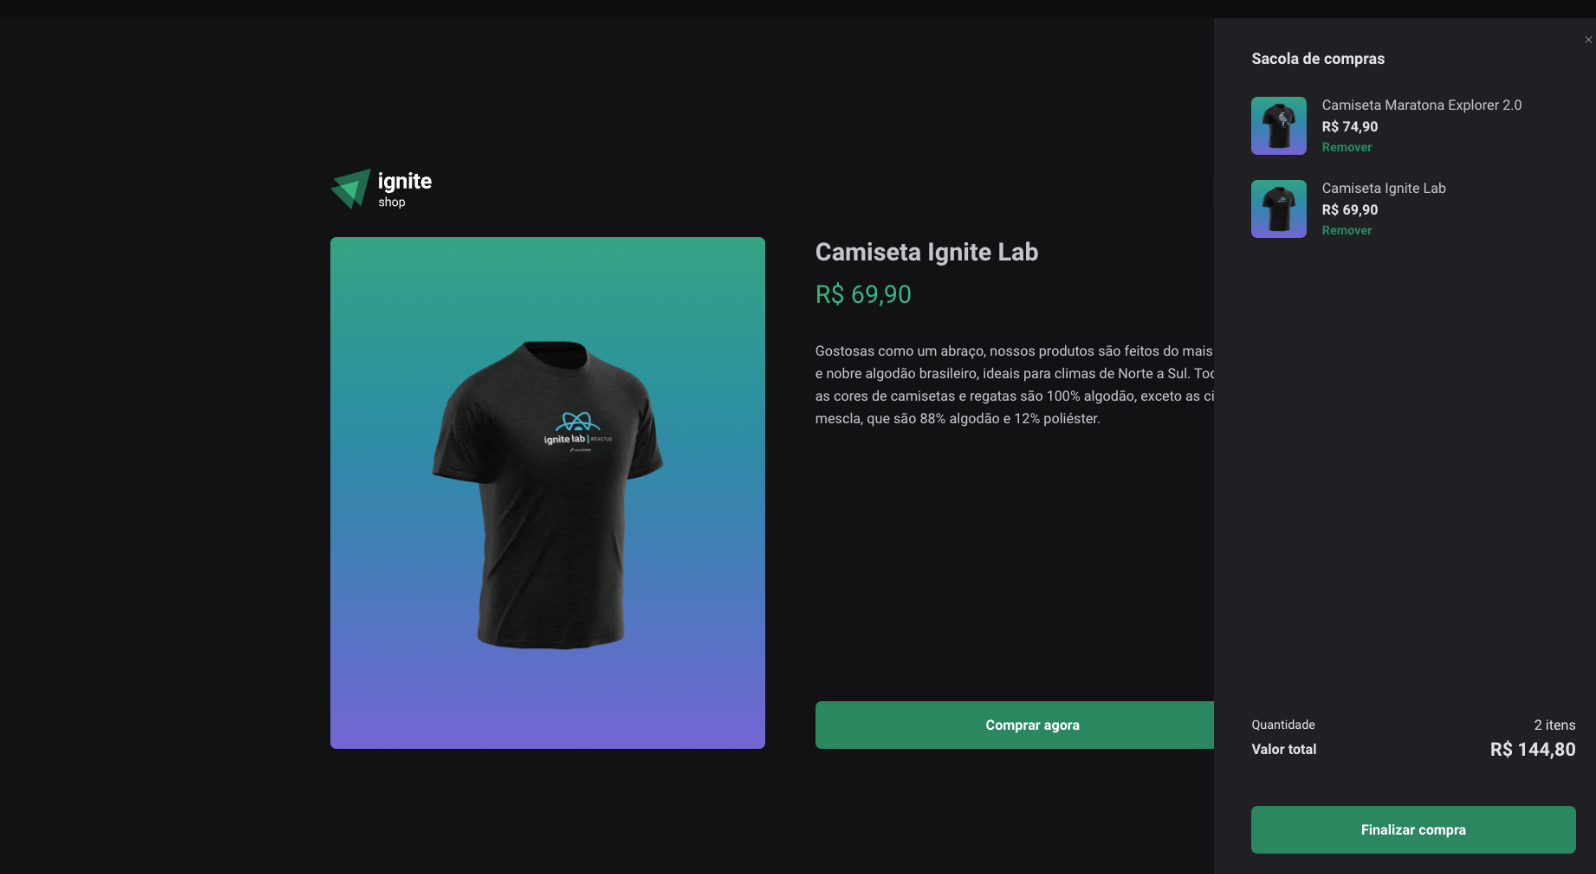 ignite
shop
Camiseta Ignite Lab
R$ 69,90
Gostosas como um abraço, nossos produtos são feitos do mais
e nobre algodão brasileiro, ideais para climas de Norte a Sul.
as cores de camisetas e regatas são 100% algodão, exceto as
mescla, que são 88% algodão e 12% poliéster.
ignite lab | REACTJS
Comprar agora
Sacola de compras
×
Camiseta Maratona Explorer 2.0
R$ 74,90
Remover
Camiseta Ignite Lab
R$ 69,90
Remover
Quantidade
2 itens
Valor total
R$ 144,80
Finalizar compra